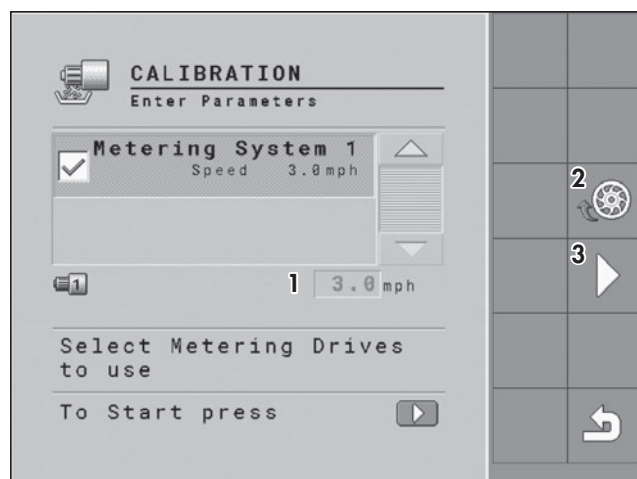 CALIBRATION
Enter Parameters
Metering System 1
Speed 3.0mph
1
1 3.0 mph
Select Metering Drives
to use
To Start press
2
3